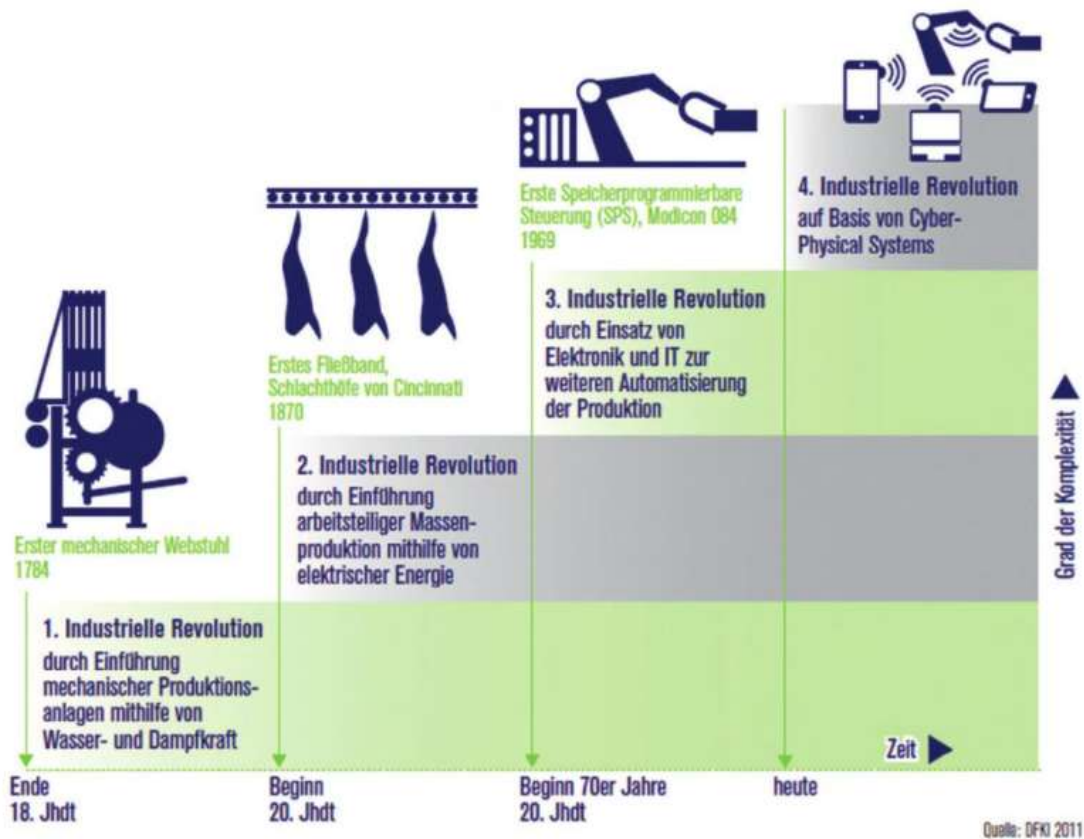 Erste Speicherprogrammierbare
Steuerung (SPS), Modicon 084
1969
4. Industrielle Revolution
auf Basis von Cyber-
Physical Systems
Erstes Fließband,
Schlachthöfe von Cincinnati
1870
3. Industrielle Revolution
durch Einsatz von
Elektronik und IT zur
weiteren Automatisierung
der Produktion
Erster mechanischer Webstuhl
1784
2. Industrielle Revolution
durch Einführung
arbeitsteiliger Massen-
produktion mithilfe von
elektrischer Energie
1. Industrielle Revolution
durch Einführung
mechanischer Produktions-
anlagen mithilfe von
Wasser- und Dampfkraft
Grad der Komplexität
Zeit
Ende
18. Jhdt
Beginn
20. Jhdt
Beginn 70er Jahre
20. Jhdt
heute
Quelle: DFKI 2011